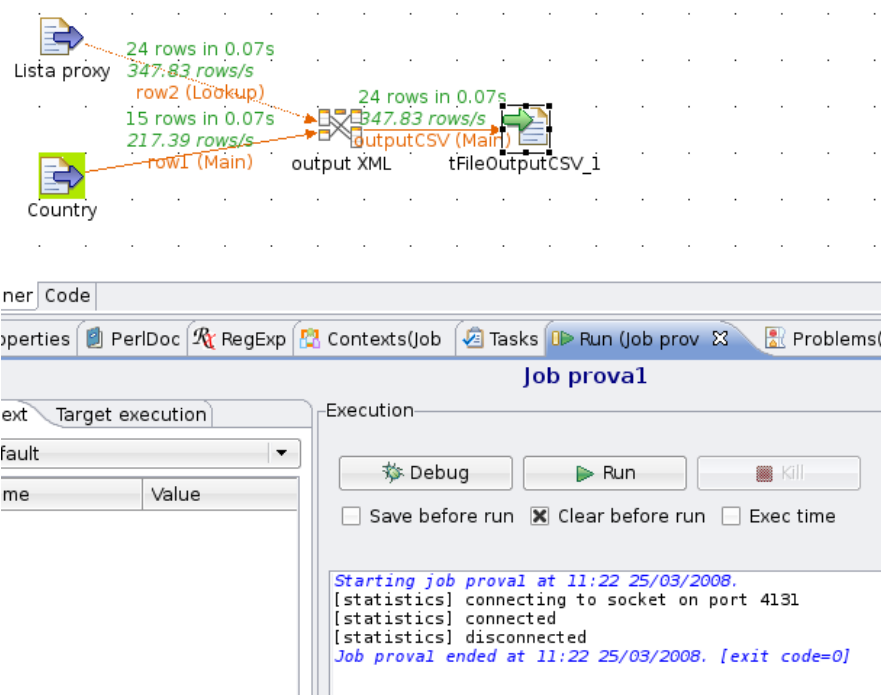 24 rows in 0.07s
Lista proxy 347.83 rows/s
row2 (Lookup)
24 rows in 0.07s
15 rows in 0.07s
347.83 rows/s
217.39 rows/s
outputCSV (Main)
row1 (Main)
output XML
tFileOutputCSV_1
Country
ner Code
operties PerlDoc RegExp Contexts(Job Tasks Run (Job prov Problems(
Job prova1
ext Target execution
Execution
fault
Debug Run Kill
me Value
Save before run Clear before run Exec time
Starting job prova1 at 11:22 25/03/2008.
[statistics] connecting to socket on port 4131
[statistics] connected
[statistics] disconnected
Job prova1 ended at 11:22 25/03/2008. [exit code=0]